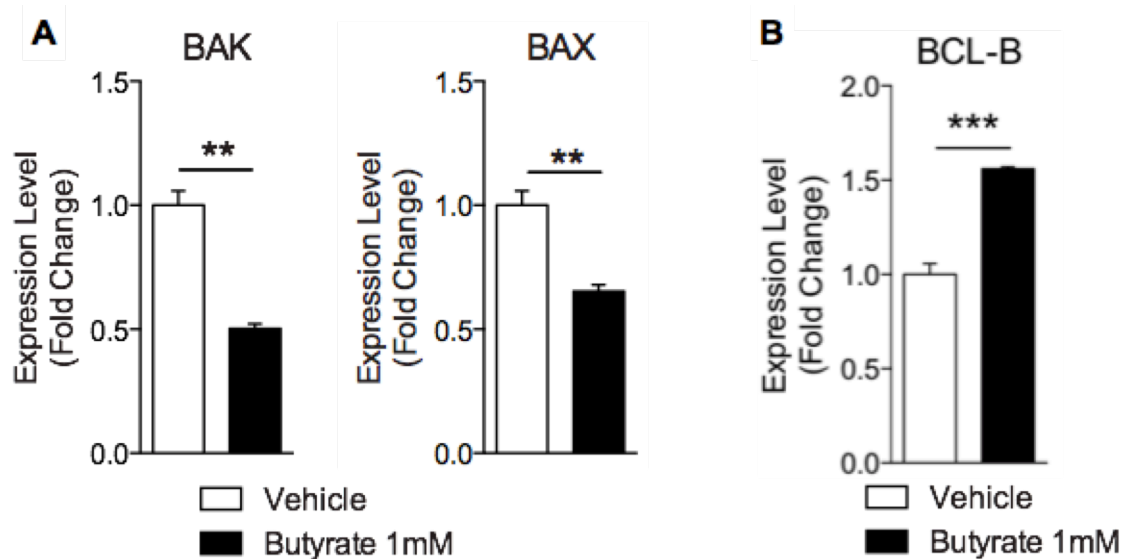 A
BAK
Expression Level
(Fold Change)
1.5
1.0
0.5
0.0
**
BAX
Expression Level
(Fold Change)
1.5
1.0
0.5
0.0
**
Vehicle
Butyrate 1mM
B
BCL-B
Expression Level
(Fold Change)
2.0
1.5
1.0
0.5
0.0
***
Vehicle
Butyrate 1mM